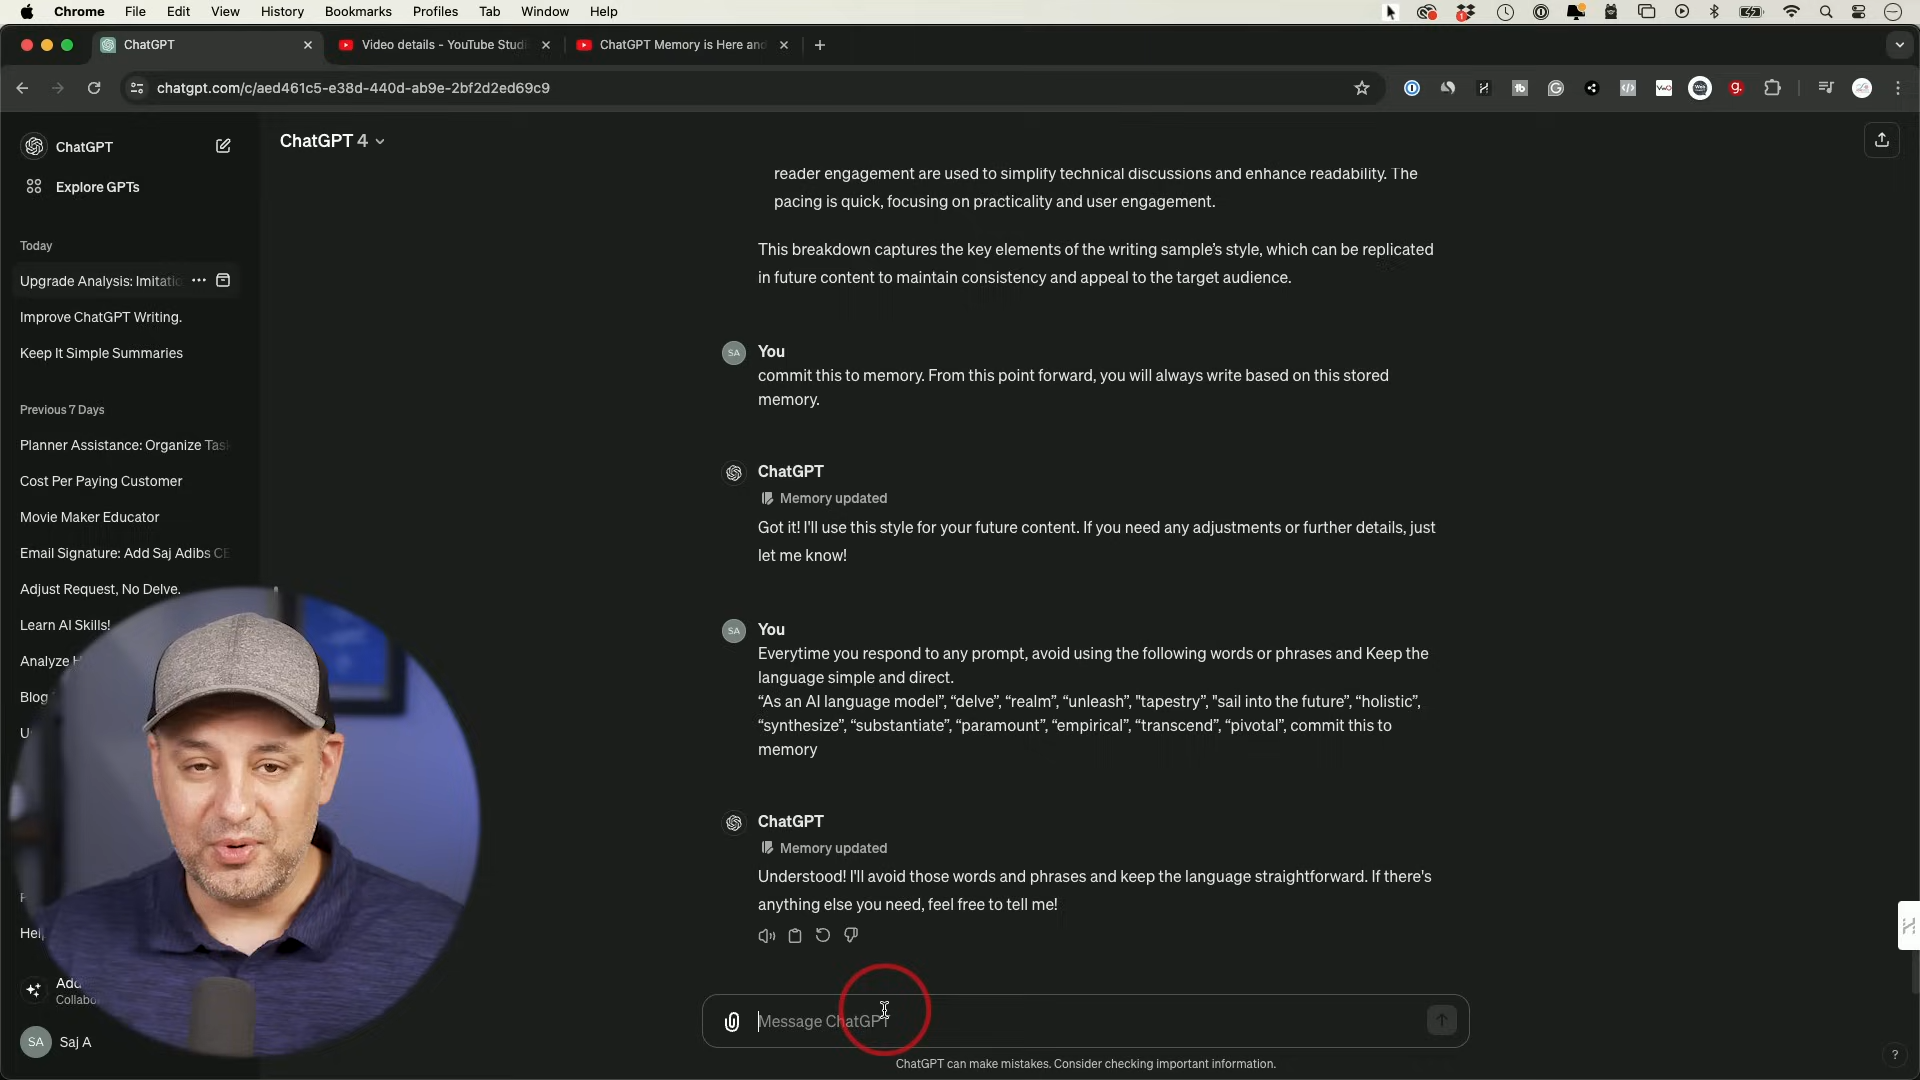 Chrome File Edit View History Bookmarks Profiles Tab Window Help
ChatGPT
Video details - YouTube Studi
ChatGPT Memory is Here and
chatgpt.com/c/aed461c5-e38d-440d-ab9e-2bf2d2ed69c9
ChatGPT
Explore GPTs
Today
Upgrade Analysis: Imitatio
Improve ChatGPT Writing.
Keep It Simple Summaries
Previous 7 Days
Planner Assistance: Organize Task
Cost Per Paying Customer
Movie Maker Educator
Email Signature: Add Saj Adibs CE
Adjust Request, No Delve.
Learn AI Skills!
Analyze
Blog
Add
Collabo
SA
Saj A
ChatGPT 4
reader engagement are used to simplify technical discussions and enhance readability. The
pacing is quick, focusing on practicality and user engagement.
This breakdown captures the key elements of the writing sample's style, which can be replicated
in future content to maintain consistency and appeal to the target audience.
SA
You
commit this to memory. From this point forward, you will always write based on this stored
memory.
ChatGPT
Memory updated
Got it! I'll use this style for your future content. If you need any adjustments or further details, just
let me know!
SA
You
Everytime you respond to any prompt, avoid using the following words or phrases and Keep the
language simple and direct.
“As an AI language model”, “delve”, “realm”, “unleash”, "tapestry", "sail into the future”, “holistic”,
“synthesize”, “substantiate”, “paramount”, “empirical”, “transcend”, “pivotal”, commit this to
memory
ChatGPT
Memory updated
Understood! I'll avoid those words and phrases and keep the language straightforward. If there's
anything else you need, feel free to tell me!
Message ChatGPT
ChatGPT can make mistakes. Consider checking important information.
?